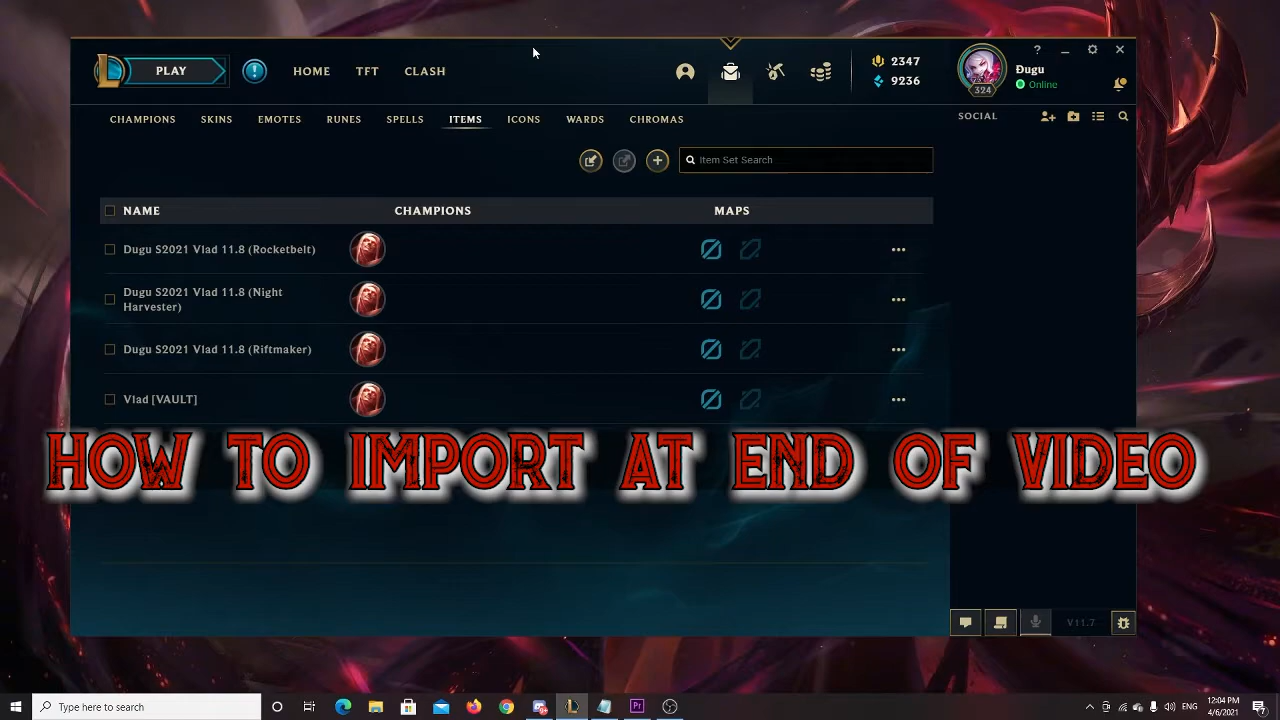 PLAY
HOME
TFT
CLASH
2347
9236
324
Đugu
Online
CHAMPIONS
SKINS
EMOTES
RUNES
SPELLS
ITEMS
ICONS
WARDS
CHROMAS
SOCIAL
Item Set Search
NAME
CHAMPIONS
MAPS
Dugu S2021 Vlad 11.8 (Rocketbelt)
Dugu S2021 Vlad 11.8 (Night
Harvester)
Dugu S2021 Vlad 11.8 (Riftmaker)
Vlad [VAULT]
HOW TO IMPORT AT END OF VIDEO
V11.7
Type here to search
ENG
12:04 PM
4/6/2021